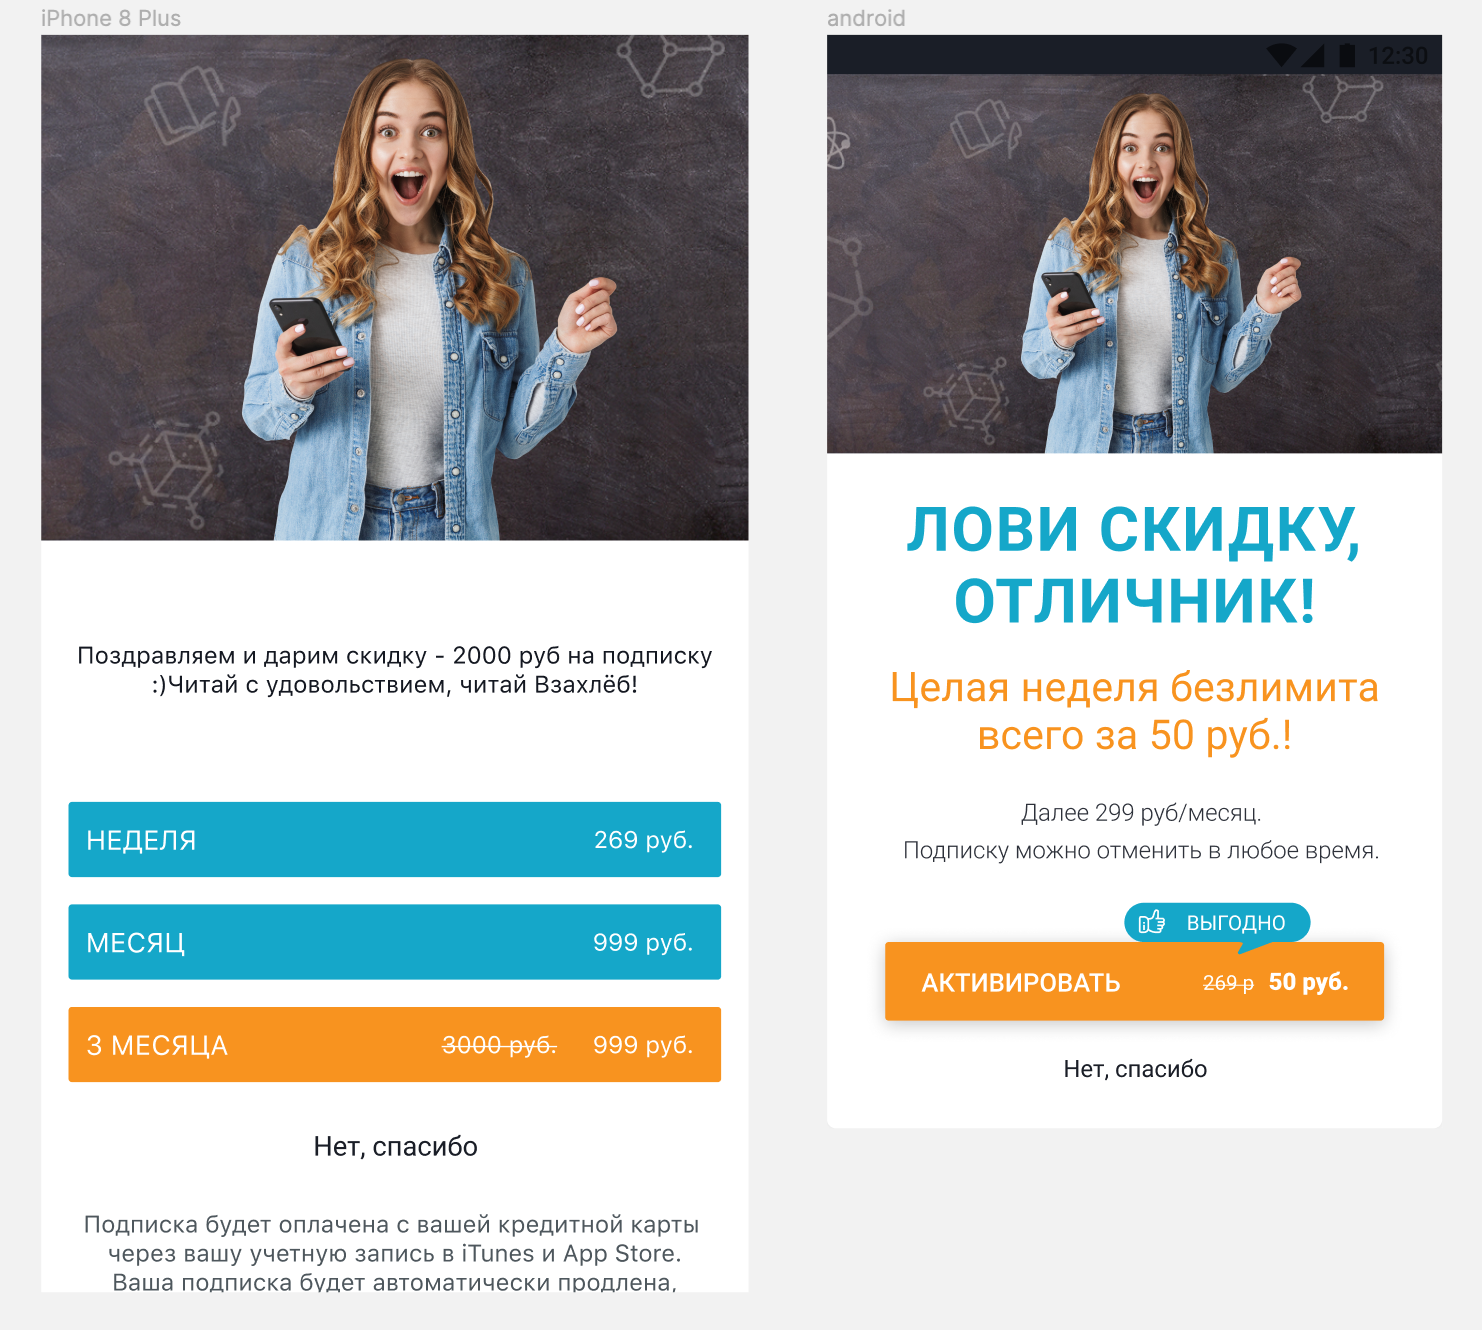 iPhone 8 Plus
Поздравляем и дарим скидку - 2000 руб на подписку
:)Читай с удовольствием, читай Взахлёб!
НЕДЕЛЯ 269 руб.
МЕСЯЦ 999 руб.
3 МЕСЯЦА 3000 руб. 999 руб.
Нет, спасибо
Подписка будет оплачена с вашей кредитной карты
через вашу учетную запись в iTunes и App Store.
Ваша подписка будет автоматически продлена,
android
12:30
ЛОВИ СКИДКУ,
ОТЛИЧНИК!
Целая неделя безлимита
всего за 50 руб.!
Далее 299 руб/месяц.
Подписку можно отменить в любое время.
ВЫГОДНО
АКТИВИРОВАТЬ 269 р 50 руб.
Нет, спасибо